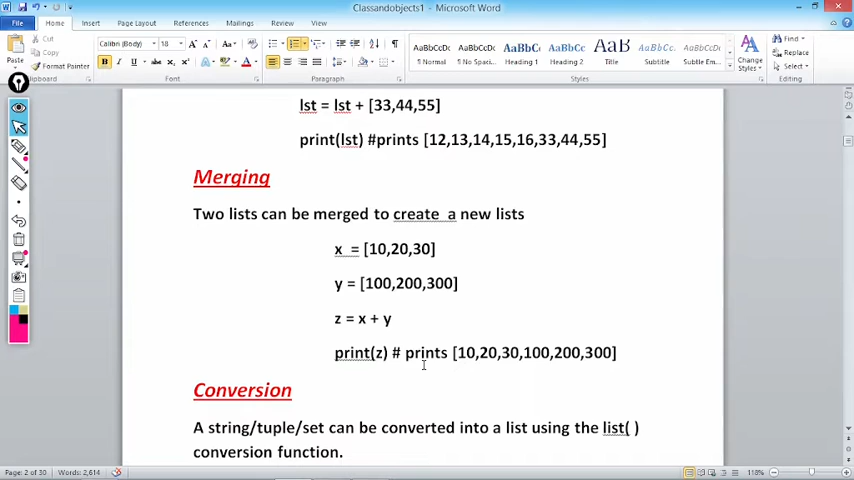 Classandobjects1 - Microsoft Word
File Home Insert Page Layout References Mailings Review View
Paste
Cut
Copy
Format Painter
Clipboard
Calibri (Body) 18
Font
Paragraph
AaBbCcDc AaBbCcDc AaBbC AaBbCc AaB AaBbCc. AaBbCcDc
¶ Normal ¶ No Spaci... Heading 1 Heading 2 Title Subtitle Subtle Em...
Styles
Change Styles
Find
Replace
Select
Editing
lst = lst + [33,44,55]
print(lst) #prints [12,13,14,15,16,33,44,55]
Merging
Two lists can be merged to create a new lists
x = [10,20,30]
y = [100,200,300]
z = x + y
print(z) # prints [10,20,30,100,200,300]
Conversion
A string/tuple/set can be converted into a list using the list( )
conversion function.
Page: 2 of 30 Words: 2,614 118%